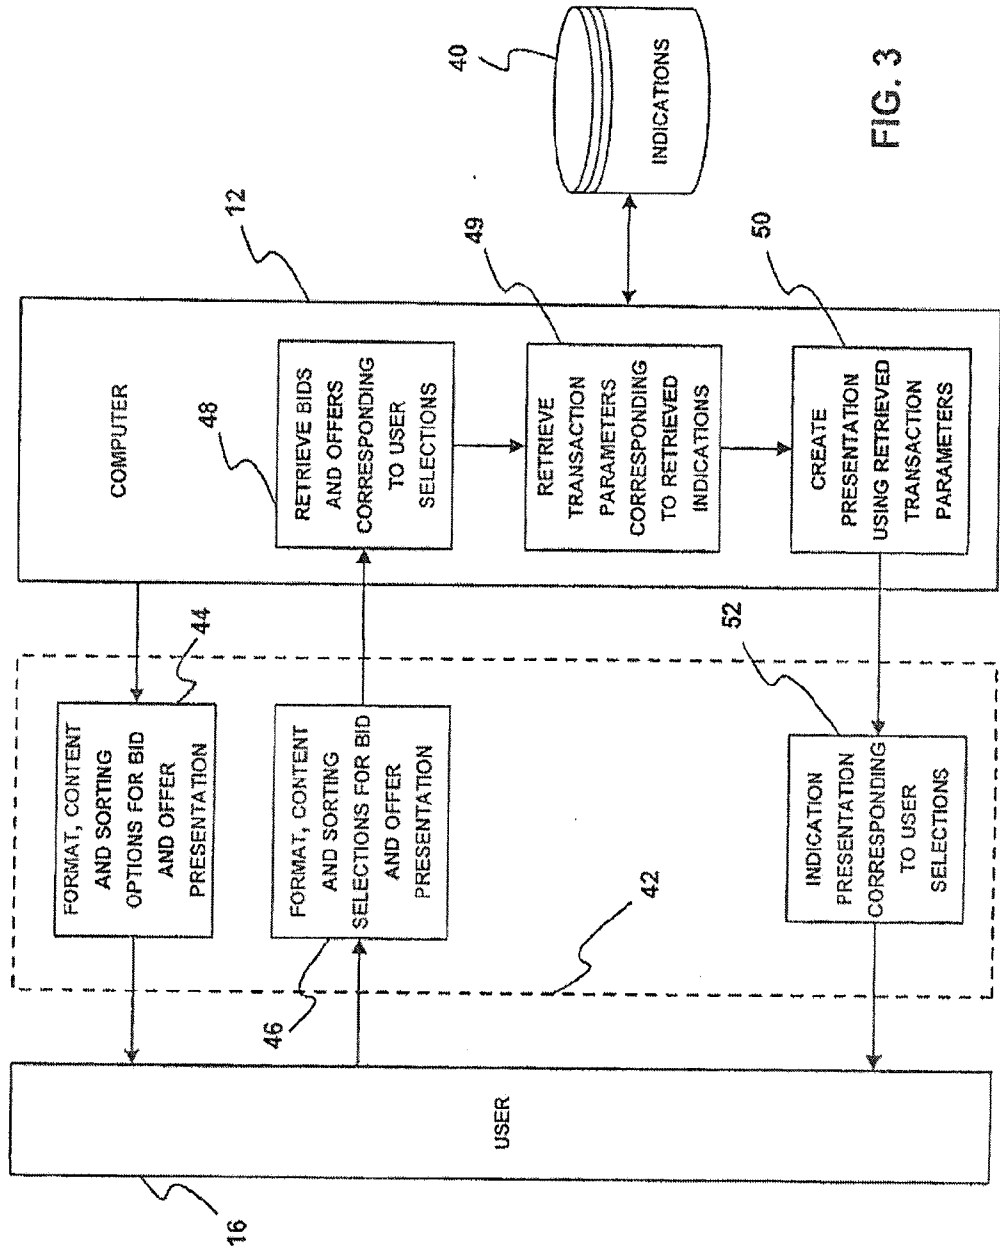 16
USER
44
FORMAT, CONTENT
AND SORTING
OPTIONS FOR BID
AND OFFER
PRESENTATION
46
FORMAT, CONTENT
AND SORTING
SELECTIONS FOR BID
AND OFFER
PRESENTATION
42
52
INDICATION
PRESENTATION
CORRESPONDING
TO USER
SELECTIONS
12
COMPUTER
48
RETRIEVE BIDS
AND OFFERS
CORRESPONDING
TO USER
SELECTIONS
49
RETRIEVE
TRANSACTION
PARAMETERS
CORRESPONDING
TO RETRIEVED
INDICATIONS
50
CREATE
PRESENTATION
USING RETRIEVED
TRANSACTION
PARAMETERS
40
INDICATIONS
FIG. 3